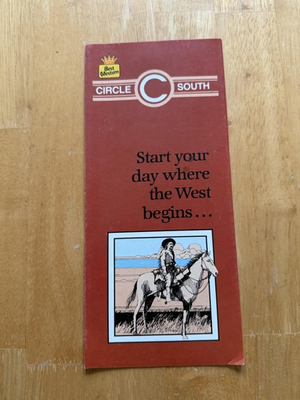 Best
Western
CIRCLE C SOUTH
Start your
day where
the West
begins...